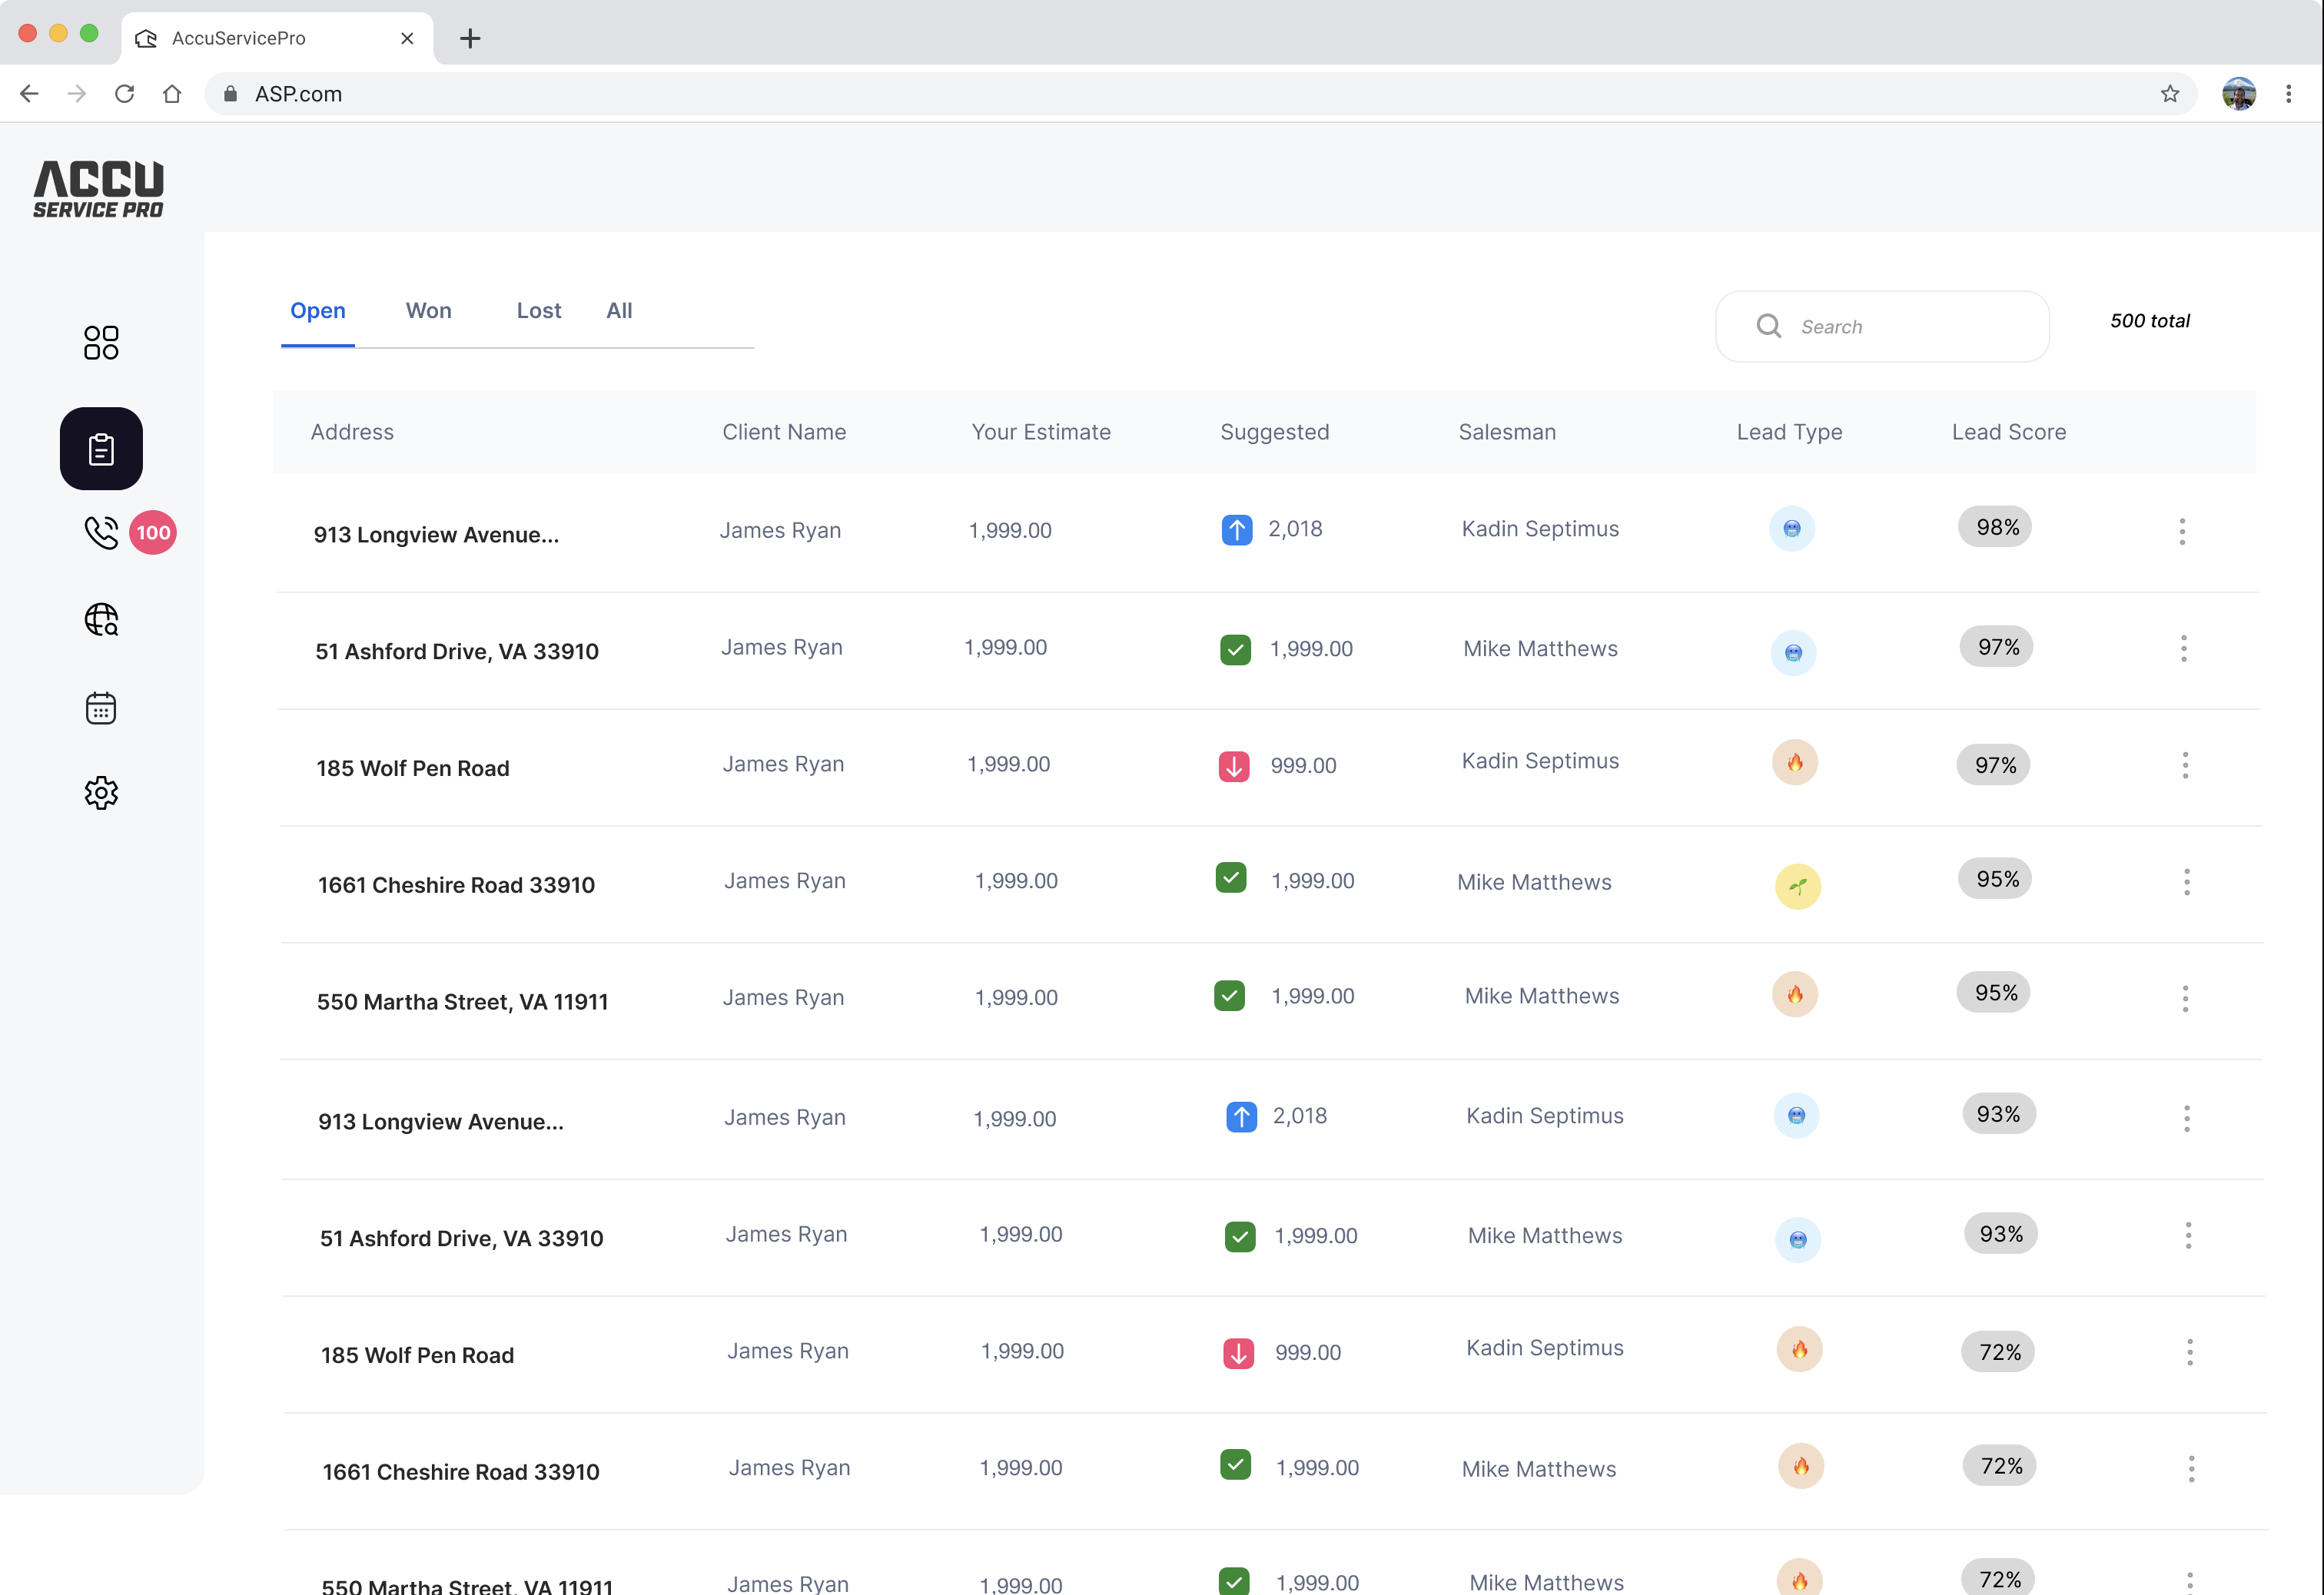 AccuServicePro
ASP.com
ACCU
SERVICE PRO
Open Won Lost All
Search
500 total
Address Client Name Your Estimate Suggested Salesman Lead Type Lead Score
913 Longview Avenue... James Ryan 1,999.00 2,018 Kadin Septimus 98%
100
51 Ashford Drive, VA 33910 James Ryan 1,999.00 1,999.00 Mike Matthews 97%
185 Wolf Pen Road James Ryan 1,999.00 999.00 Kadin Septimus 97%
1661 Cheshire Road 33910 James Ryan 1,999.00 1,999.00 Mike Matthews 95%
550 Martha Street, VA 11911 James Ryan 1,999.00 1,999.00 Mike Matthews 95%
913 Longview Avenue... James Ryan 1,999.00 2,018 Kadin Septimus 93%
51 Ashford Drive, VA 33910 James Ryan 1,999.00 1,999.00 Mike Matthews 93%
185 Wolf Pen Road James Ryan 1,999.00 999.00 Kadin Septimus 72%
1661 Cheshire Road 33910 James Ryan 1,999.00 1,999.00 Mike Matthews 72%
550 Martha Street, VA 11911 James Ryan 1,999.00 1,999.00 Mike Matthews 72%